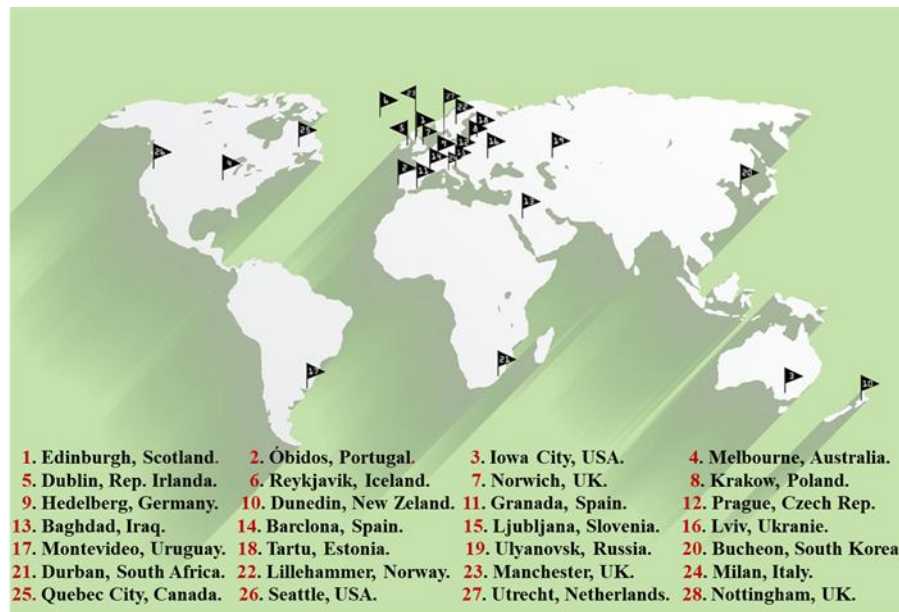 1. Edinburgh, Scotland. 2. Óbidos, Portugal. 3. Iowa City, USA. 4. Melbourne, Australia.
5. Dublin, Rep. Irlanda. 6. Reykjavik, Iceland. 7. Norwich, UK. 8. Krakow, Poland.
9. Hedelberg, Germany. 10. Dunedin, New Zeland. 11. Granada, Spain. 12. Prague, Czech Rep.
13. Baghdad, Iraq. 14. Barclona, Spain. 15. Ljubljana, Slovenia. 16. Lviv, Ukranie.
17. Montevideo, Uruguay. 18. Tartu, Estonia. 19. Ulyanovsk, Russia. 20. Bucheon, South Korea
21. Durban, South Africa. 22. Lillehammer, Norway. 23. Manchester, UK. 24. Milan, Italy.
25. Quebec City, Canada. 26. Seattle, USA. 27. Utrecht, Netherlands. 28. Nottingham, UK.